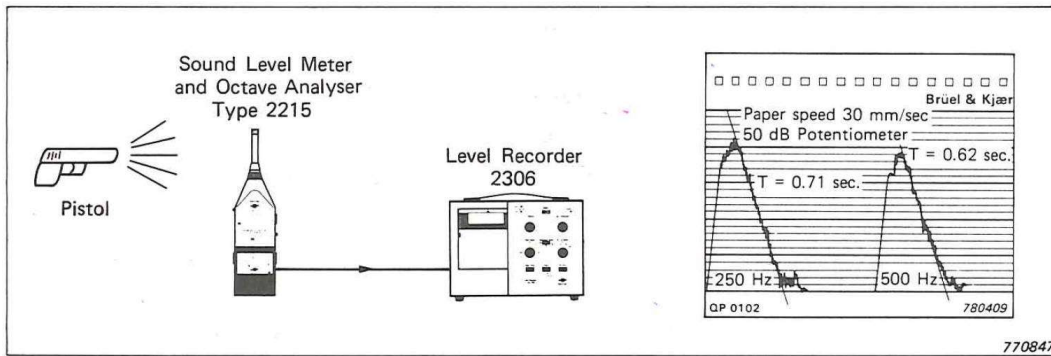 Pistol
Sound Level Meter
and Octave Analyser
Type 2215
Level Recorder
2306
Brüel & Kjær
Paper speed 30 mm/sec
50 dB Potentiometer
T = 0.62 sec.
T = 0.71 sec.
250 Hz
500 Hz
QP 0102
780409
770847